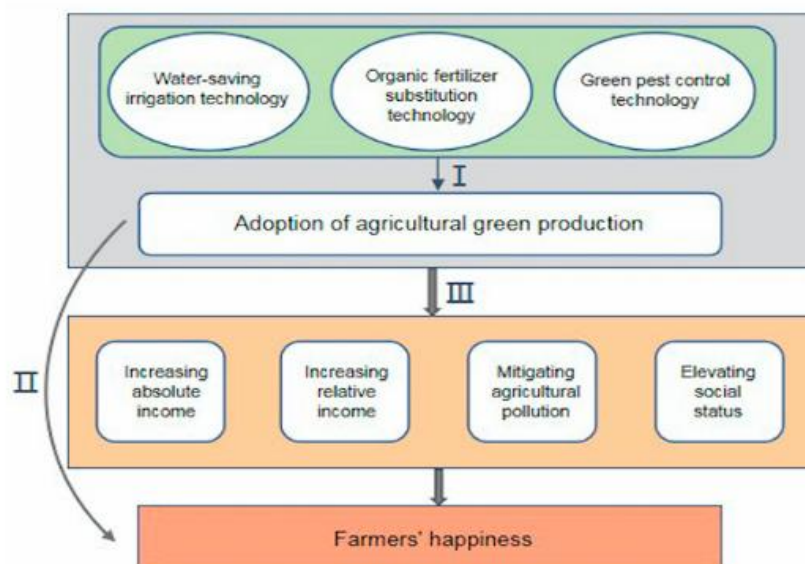 Water-saving
irrigation technology
Organic fertilizer
substitution
technology
Green pest control
technology
I
Adoption of agricultural green production
III
II
Increasing
absolute
income
Increasing
relative
income
Mitigating
agricultural
pollution
Elevating
social
status
Farmers' happiness